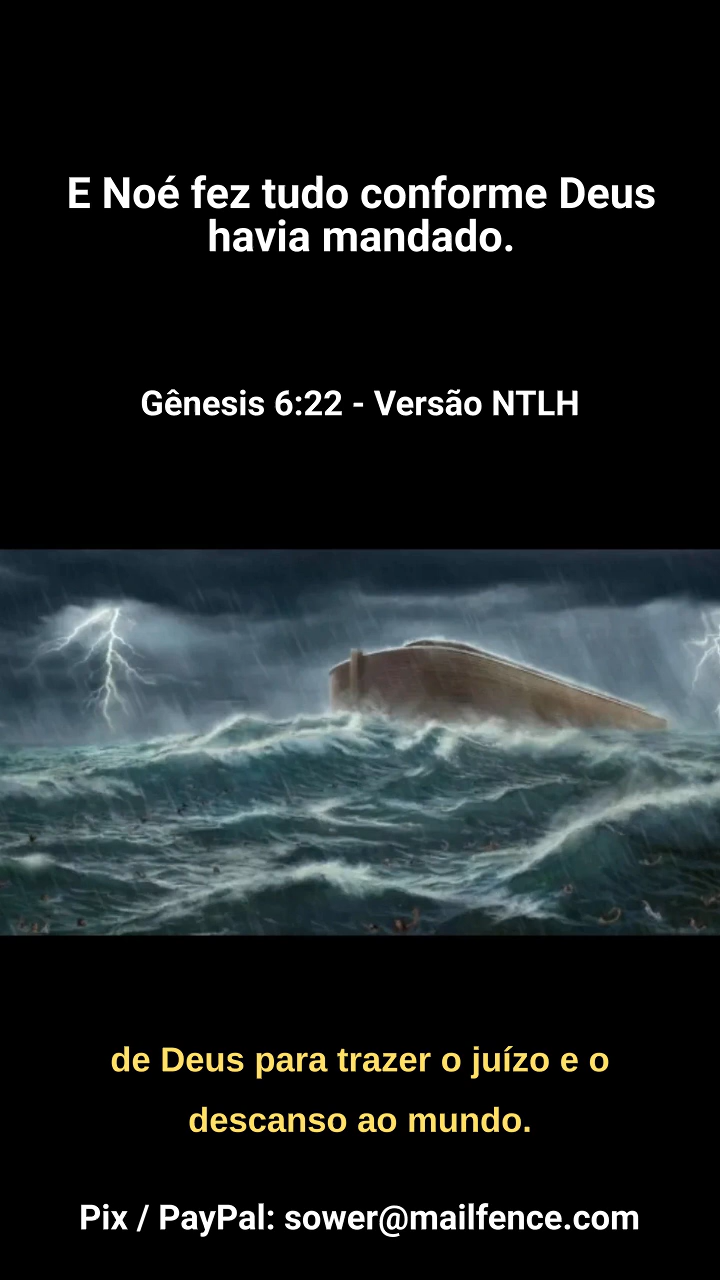 E Noé fez tudo conforme Deus
havia mandado.
Gênesis 6:22 - Versão NTLH
de Deus para trazer o juízo e o
descanso ao mundo.
Pix / PayPal: sower@mailfence.com